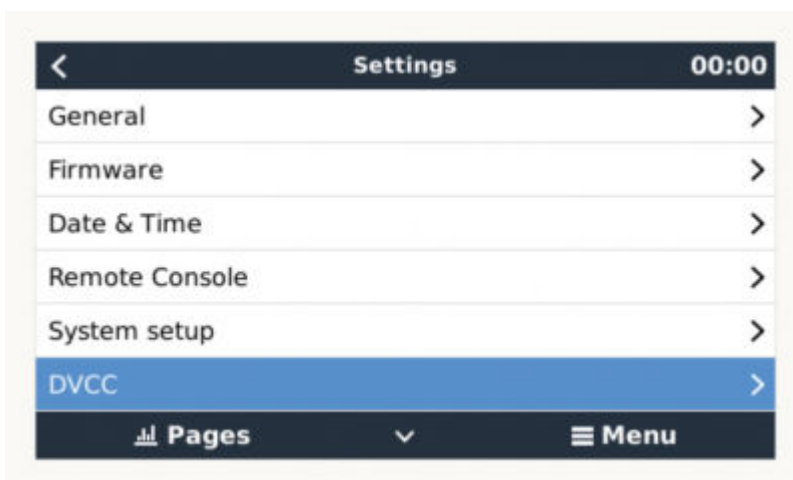 Settings 00:00
General
Firmware
Date & Time
Remote Console
System setup
DVCC
Pages Menu